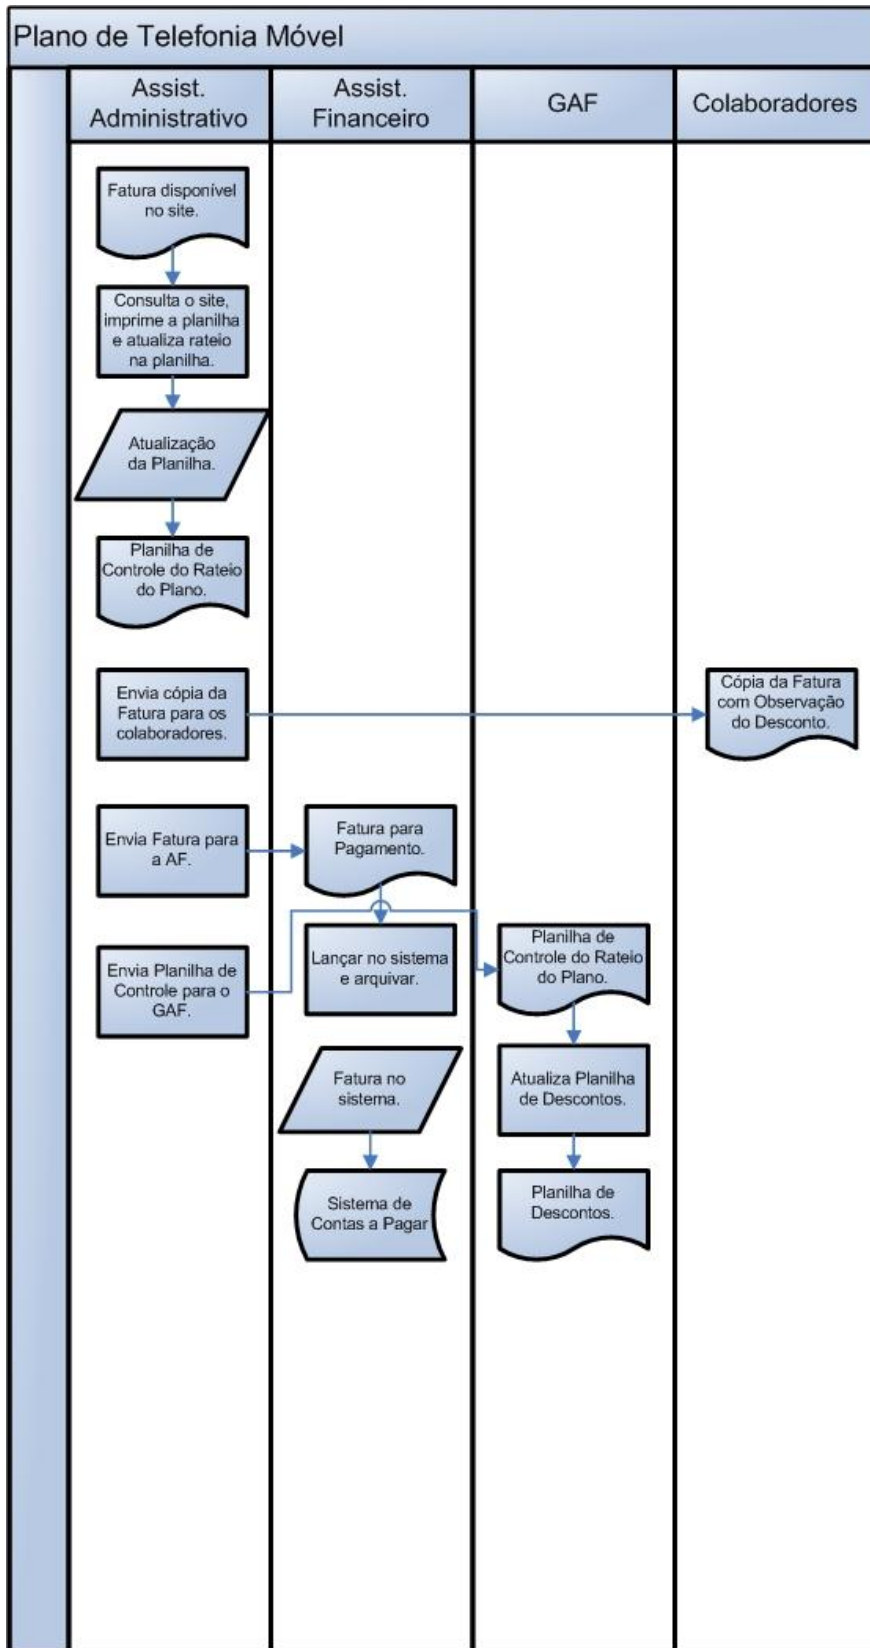 Plano de Telefonia Móvel
Assist.
Administrativo
Assist.
Financeiro
GAF
Colaboradores
Fatura disponível
no site.
Consulta o site,
imprime a planilha
e atualiza rateio
na planilha.
Atualização
da Planilha.
Planilha de
Controle do Rateio
do Plano.
Envia cópia da
Fatura para os
colaboradores.
Cópia da Fatura
com Observação
do Desconto.
Envia Fatura para
a AF.
Fatura para
Pagamento.
Envia Planilha de
Controle para o
GAF.
Lançar no sistema
e arquivar.
Planilha de
Controle do Rateio
do Plano.
Fatura no
sistema.
Atualiza Planilha
de Descontos.
Sistema de
Contas a Pagar
Planilha de
Descontos.